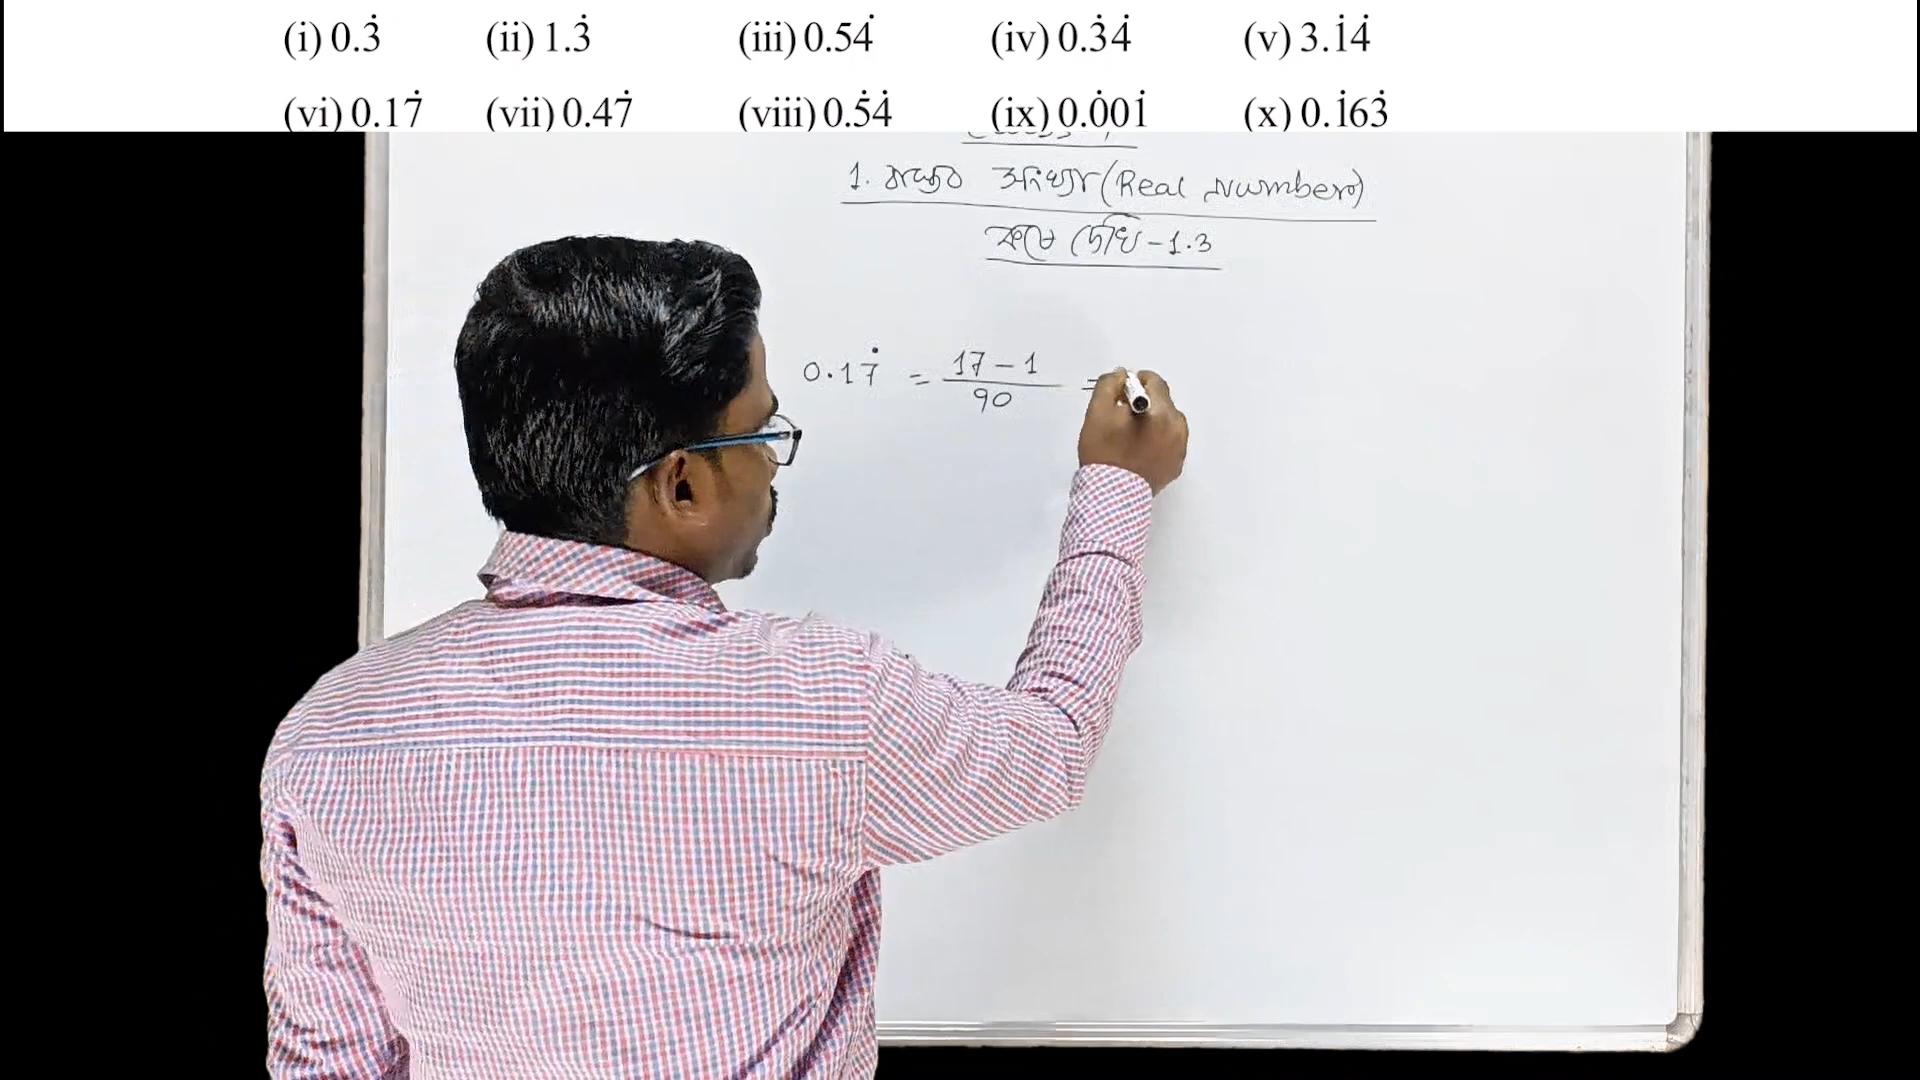 (i) 0.3̇ (ii) 1.3̇ (iii) 0.54̇ (iv) 0.3̇4̇ (v) 3.1̇4̇
(vi) 0.17̇ (vii) 0.47̇ (viii) 0.5̇4̇ (ix) 0.0̇01̇ (x) 0.1̇63̇
1. বাস্তব সংখ্যা (Real Number)
কষে দেখি - 1.3
0.17̇ = 17 - 1 / 90 =